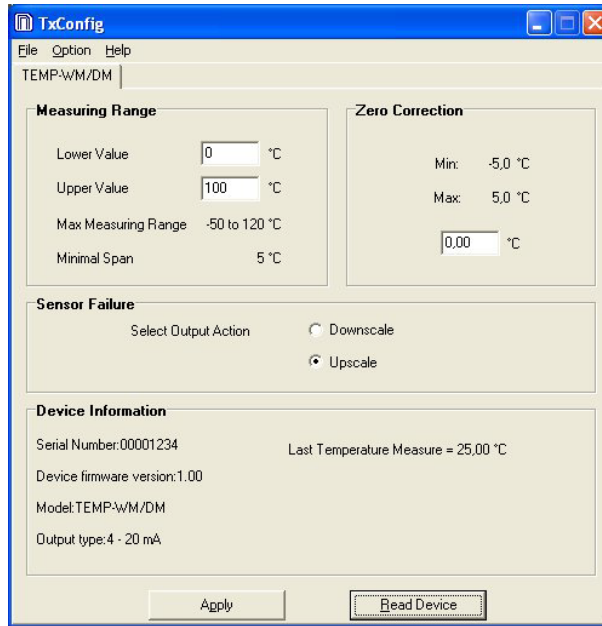 TxConfig
File Option Help
TEMP-WM/DM
Measuring Range
Lower Value 0 °C
Upper Value 100 °C
Max Measuring Range -50 to 120 °C
Minimal Span 5 °C
Zero Correction
Min: -5,0 °C
Max: 5,0 °C
0,00 °C
Sensor Failure
Select Output Action Downscale
Upscale
Device Information
Serial Number:00001234
Device firmware version:1.00
Model:TEMP-WM/DM
Output type:4 - 20 mA
Last Temperature Measure = 25,00 °C
Apply Read Device